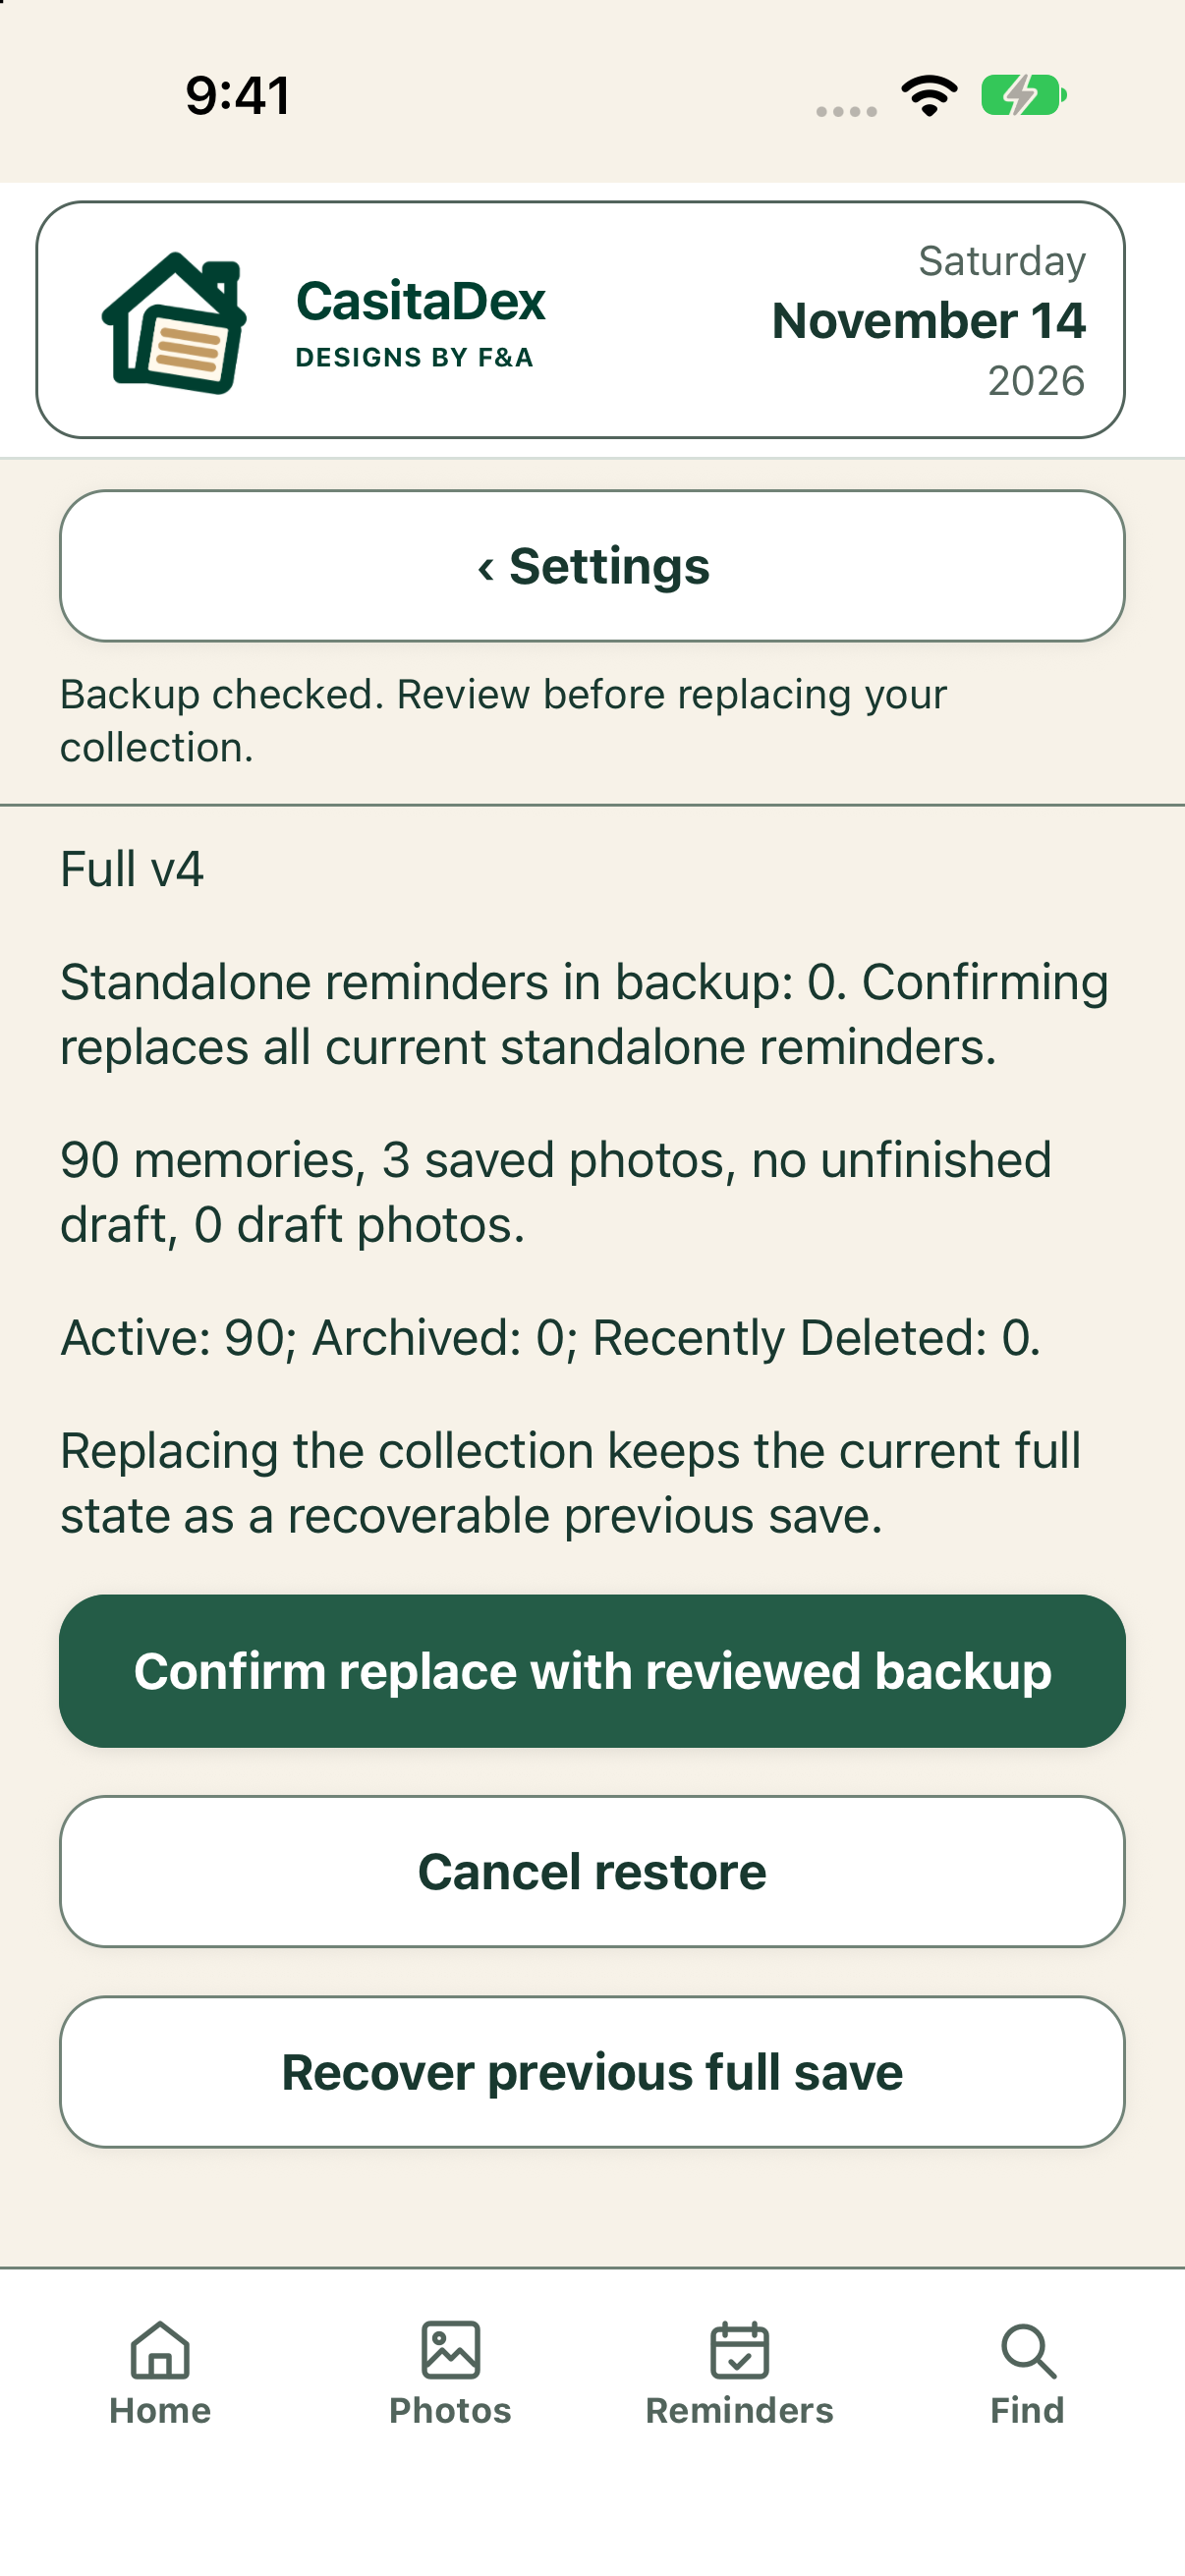 9:41
CasitaDex
DESIGNS BY F&A
Saturday
November 14
2026
‹ Settings
Backup checked. Review before replacing your
collection.
Full v4
Standalone reminders in backup: 0. Confirming
replaces all current standalone reminders.
90 memories, 3 saved photos, no unfinished
draft, 0 draft photos.
Active: 90; Archived: 0; Recently Deleted: 0.
Replacing the collection keeps the current full
state as a recoverable previous save.
Confirm replace with reviewed backup
Cancel restore
Recover previous full save
Home
Photos
Reminders
Find